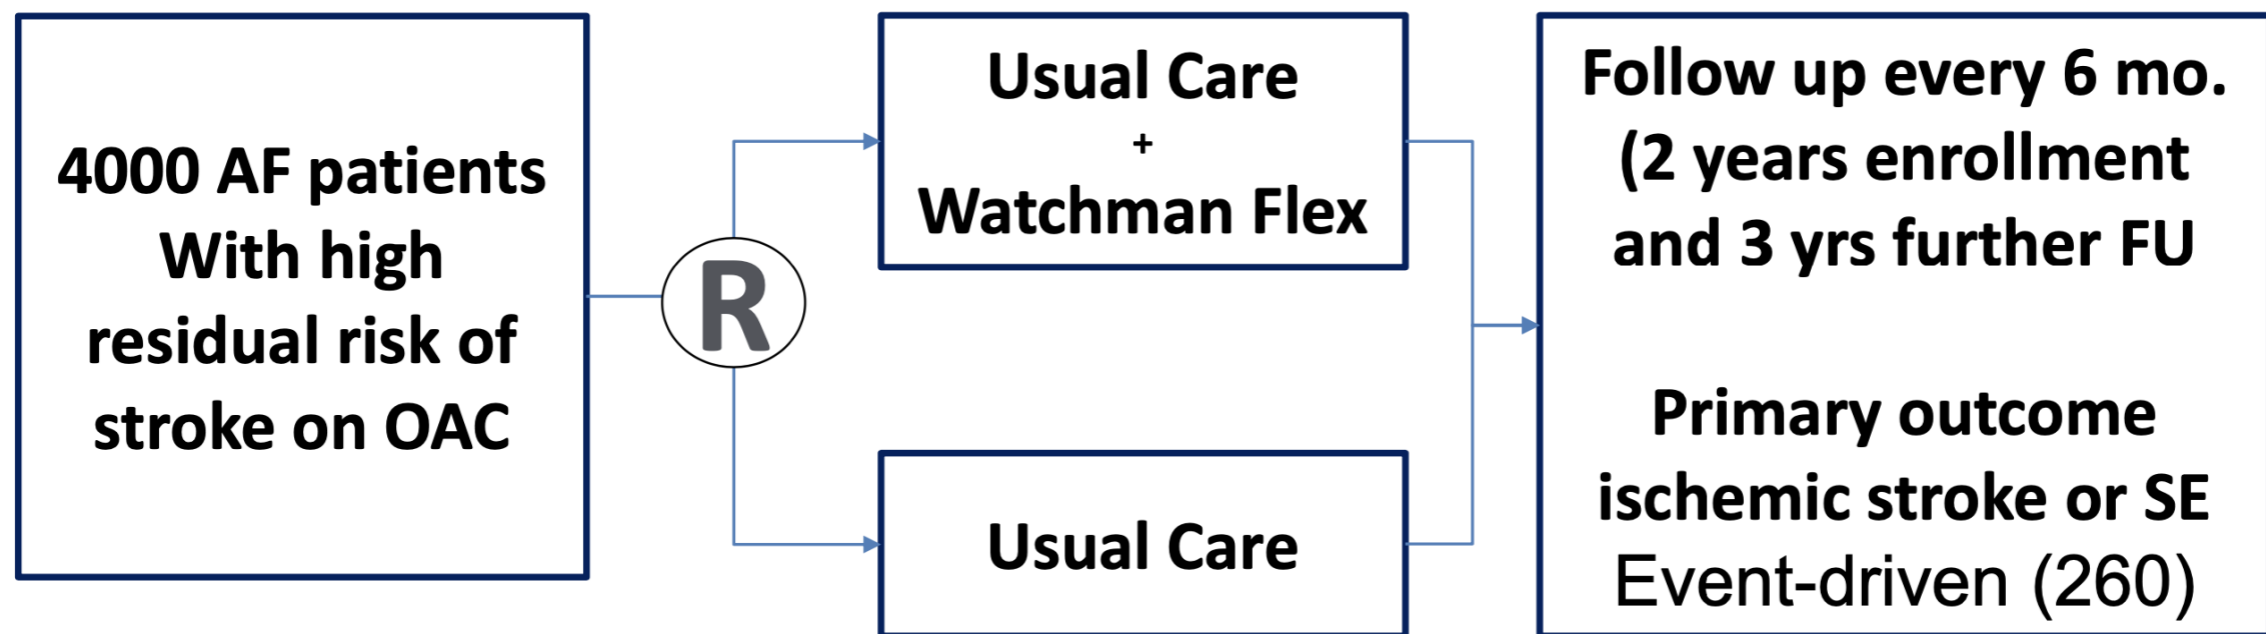 4000 AF patients
With high
residual risk of
stroke on OAC
R
Usual Care
+
Watchman Flex
Usual Care
Follow up every 6 mo.
(2 years enrollment
and 3 yrs further FU
Primary outcome
ischemic stroke or SE
Event-driven (260)